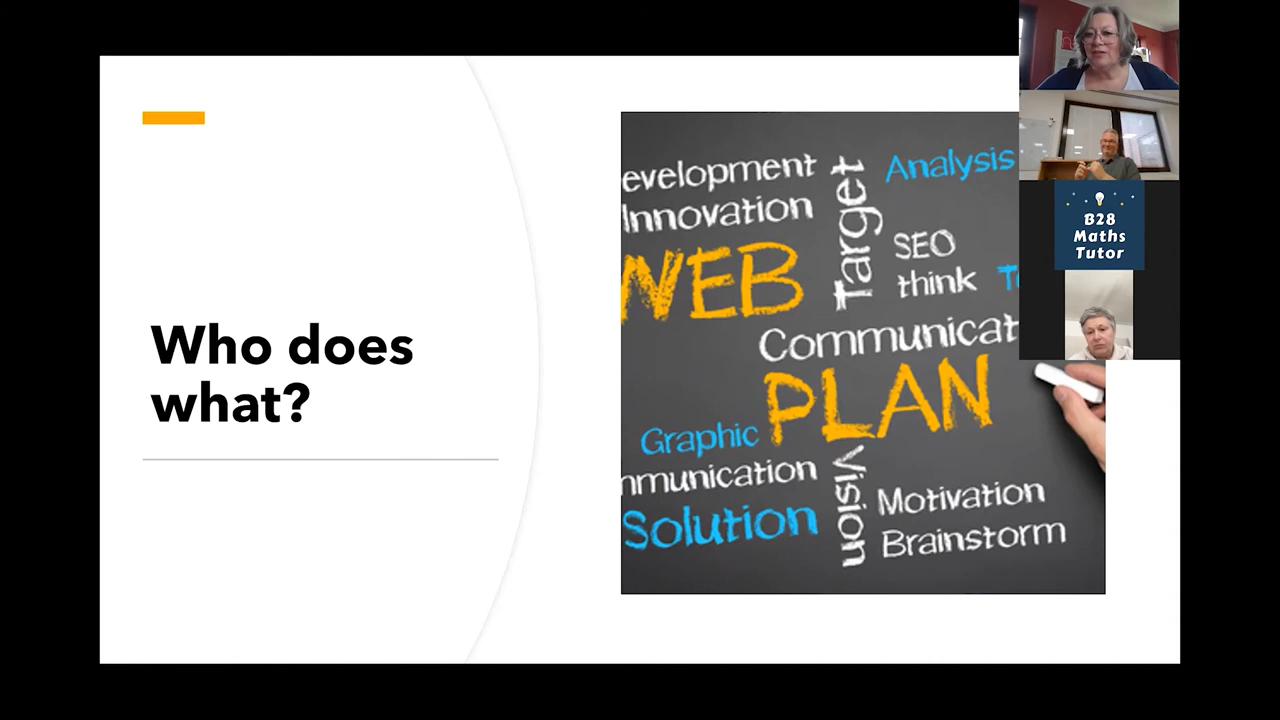 Who does
what?
evelopment
Innovation
WEB
Target
Analysis
SEO
think
Communicat
PLAN
Graphic
mmunication
Solution
Vision
Motivation
Brainstorm
B28
Maths
Tutor